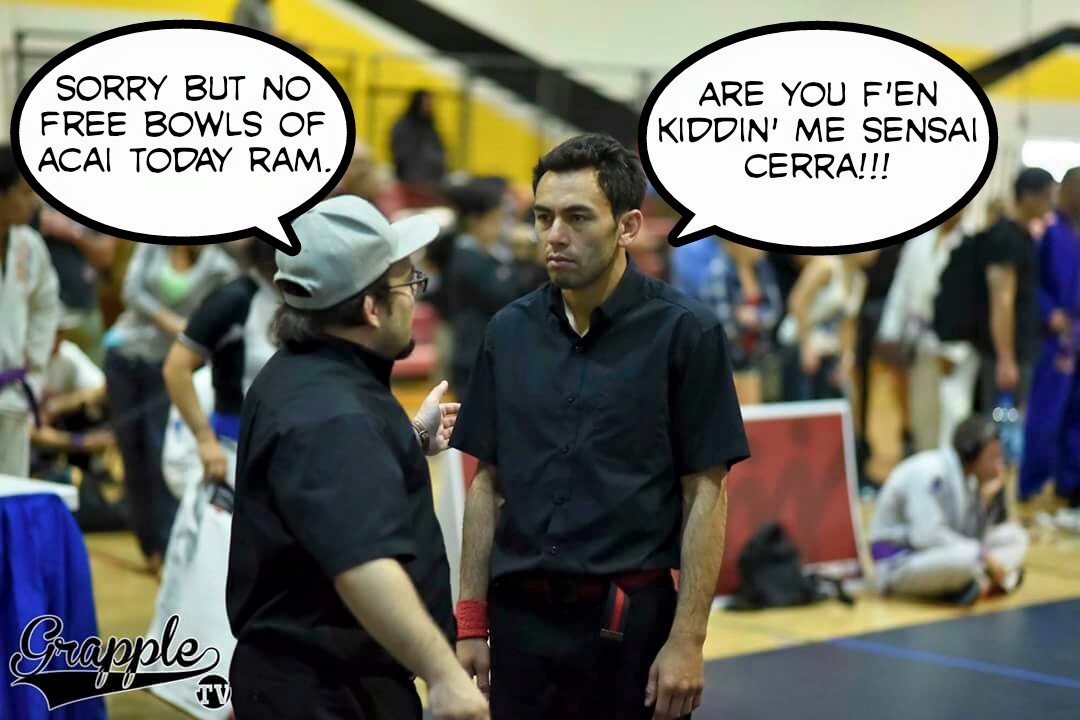 SORRY BUT NO
FREE BOWLS OF
ACAI TODAY RAM.
ARE YOU F'EN
KIDDIN' ME SENSAI
CERRA!!!
Grapple
TV